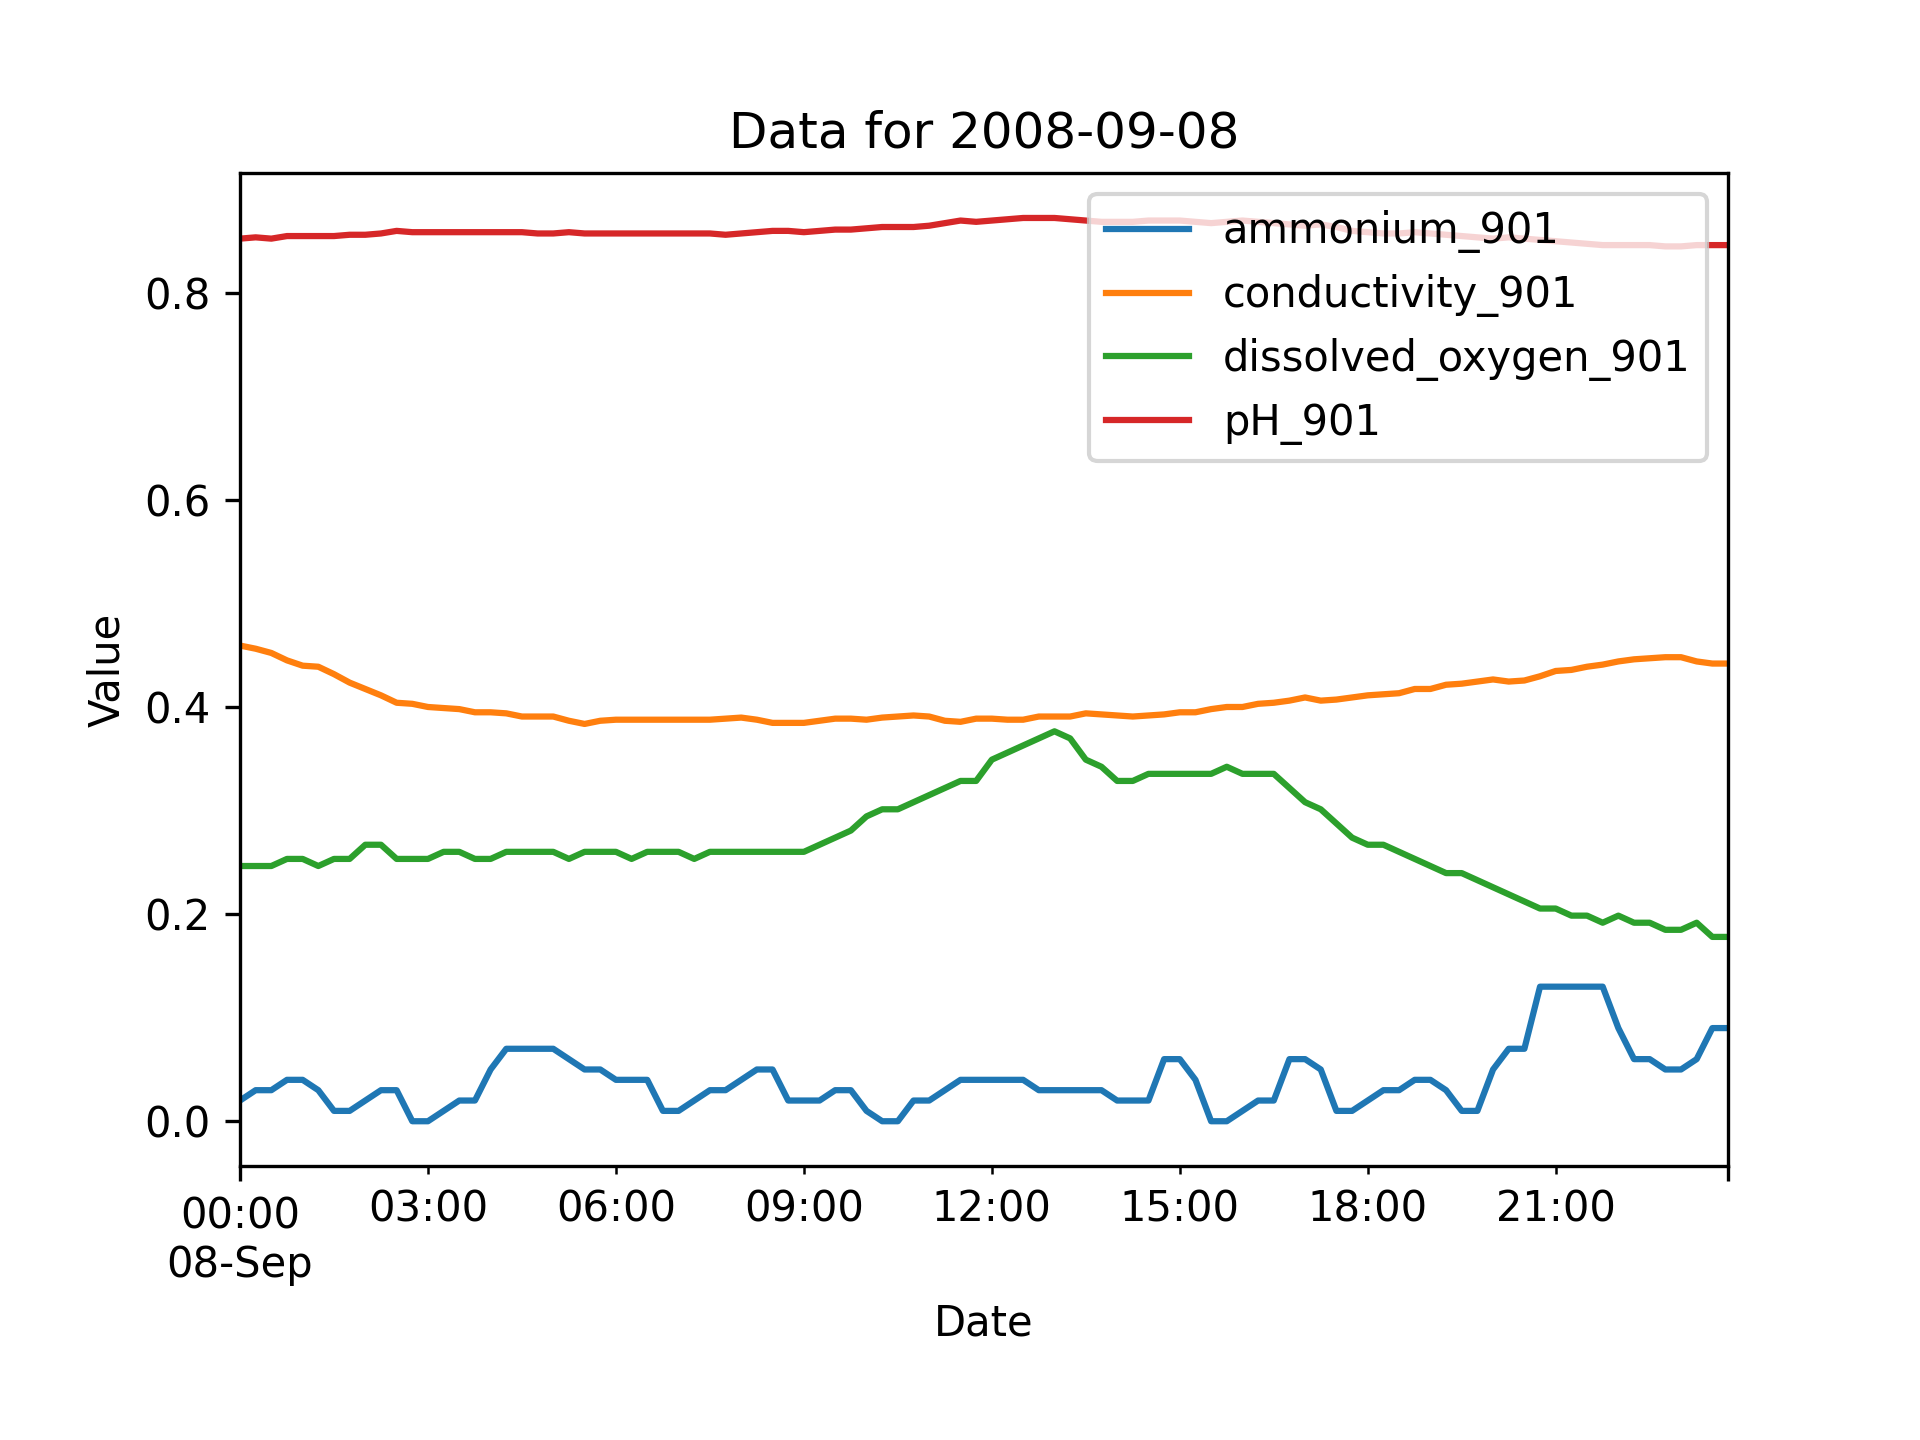 Data for 2008-09-08
ammonium_901
conductivity_901
dissolved_oxygen_901
pH_901
0.8
0.6
0.4
0.2
0.0
Value
00:00 03:00 06:00 09:00 12:00 15:00 18:00 21:00
08-Sep
Date